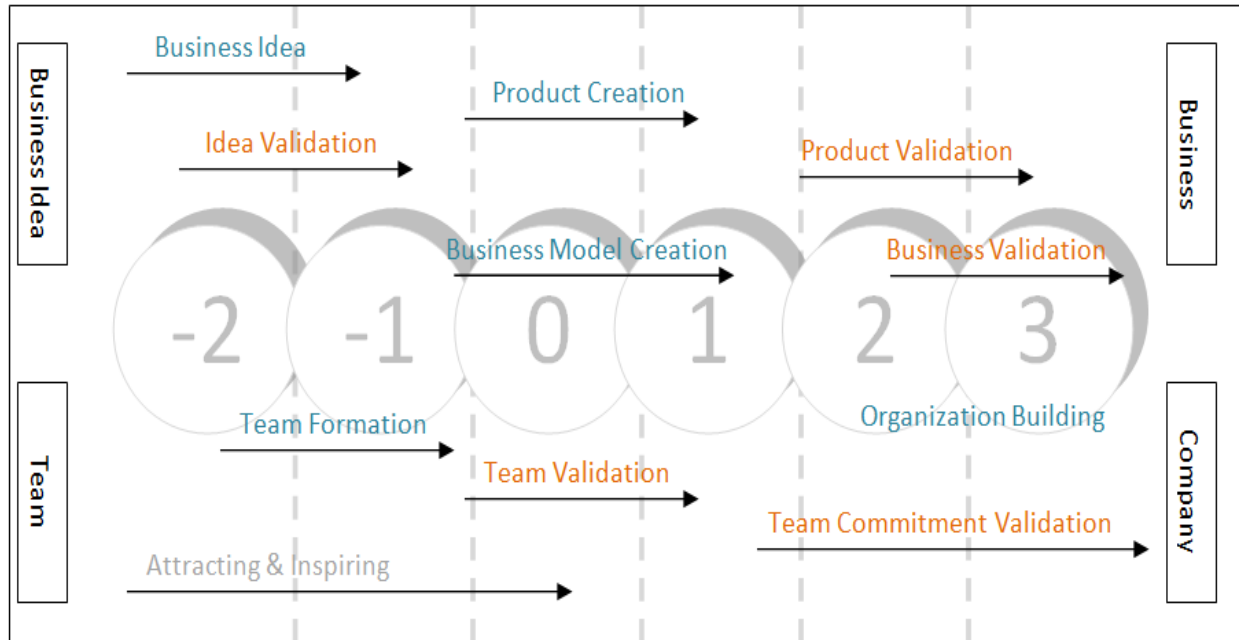 Business Idea
Business Idea
Product Creation
Idea Validation
Product Validation
Business
Business Model Creation
Business Validation
-2
-1
0
1
2
3
Team
Team Formation
Organization Building
Company
Team Validation
Team Commitment Validation
Attracting & Inspiring